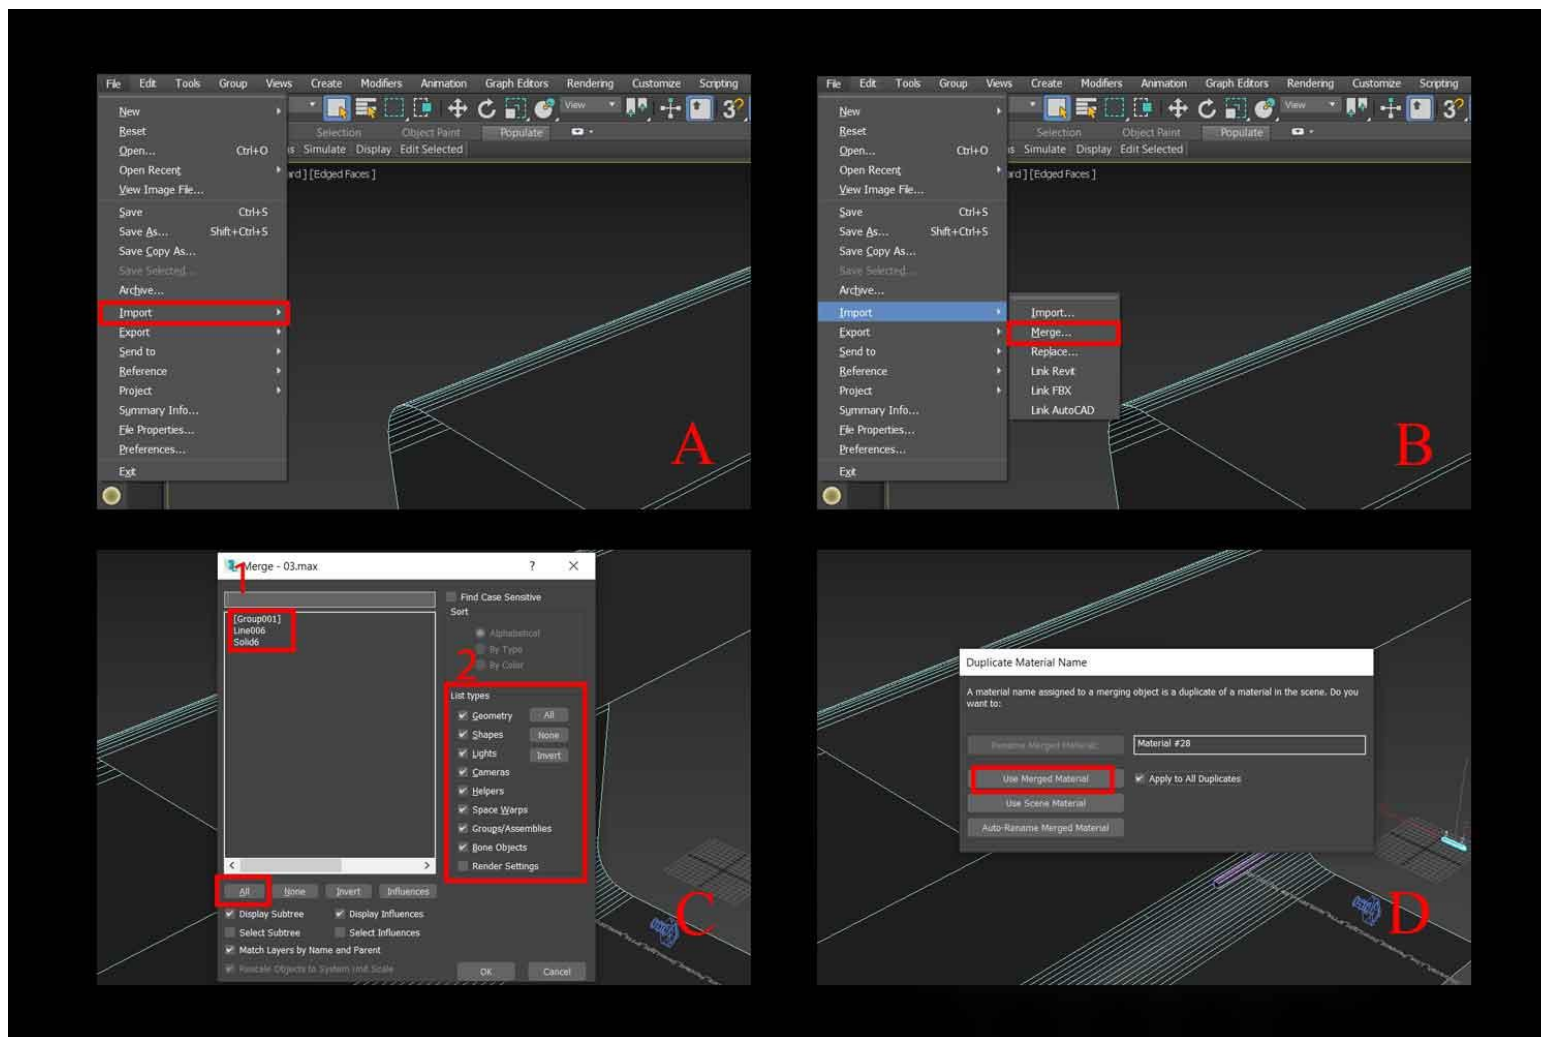 File Edit Tools Group Views Create Modifiers Animation Graph Editors Rendering Customize Scripting
New
View
3
Reset
Selection Object Paint Populate
Open... Ctrl+O
Simulate Display Edit Selected
Open Recent
[Edged Faces ]
View Image File...
Save Ctrl+S
Save As... Shift+Ctrl+S
Save Copy As...
Save Selected...
Archive...
Import
Export
Send to
Reference
Project
Summary Info...
File Properties...
Preferences...
Exit
A
File Edit Tools Group Views Create Modifiers Animation Graph Editors Rendering Customize Scripting
New
View
3
Reset
Selection Object Paint Populate
Open... Ctrl+O
Simulate Display Edit Selected
Open Recent
[Edged Faces ]
View Image File...
Save Ctrl+S
Save As... Shift+Ctrl+S
Save Copy As...
Save Selected...
Archive...
Import Import...
Export Merge...
Send to Replace...
Reference Link Revit
Project Link FBX
Summary Info... Link AutoCAD
File Properties...
Preferences...
Exit
B
Merge - 03.max ? X
1
Find Case Sensitive
Sort
[Group001]
Line006
Solid6
Alphabetical
By Type
By Color
2
List types
Geometry All
Shapes None
Lights Invert
Cameras
Helpers
Space Warps
Groups/Assemblies
Bone Objects
Render Settings
All None Invert Influences
Display Subtree Display Influences
Select Subtree Select Influences
Match Layers by Name and Parent
Rescale Objects to System Unit Scale
OK Cancel
C
Duplicate Material Name
A material name assigned to a merging object is a duplicate of a material in the scene. Do you
want to:
Rename Merged Material: Material #28
Use Merged Material Apply to All Duplicates
Use Scene Material
Auto-Rename Merged Material
D